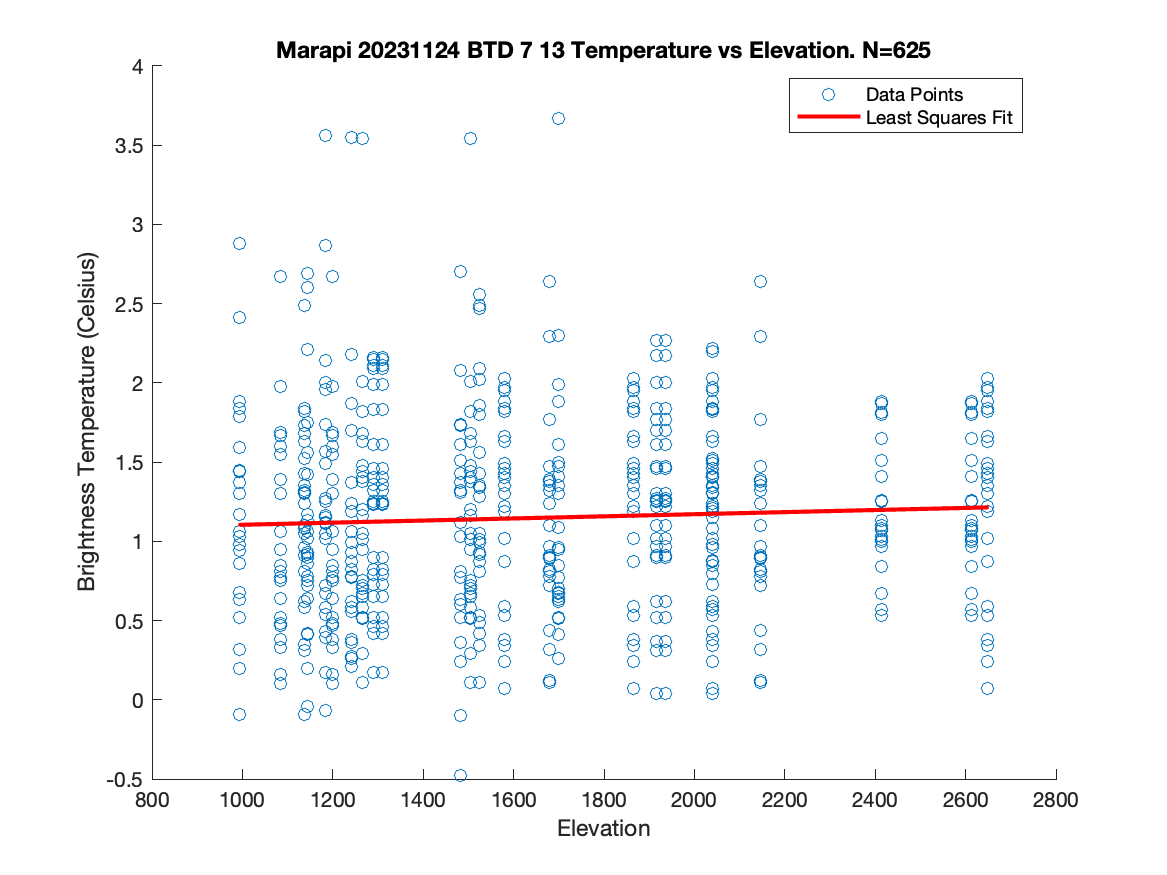 Marapi 20231124 BTD 7 13 Temperature vs Elevation. N=625
Data Points
Least Squares Fit
Brightness Temperature (Celsius)
4
3.5
3
2.5
2
1.5
1
0.5
0
-0.5
800 1000 1200 1400 1600 1800 2000 2200 2400 2600 2800
Elevation